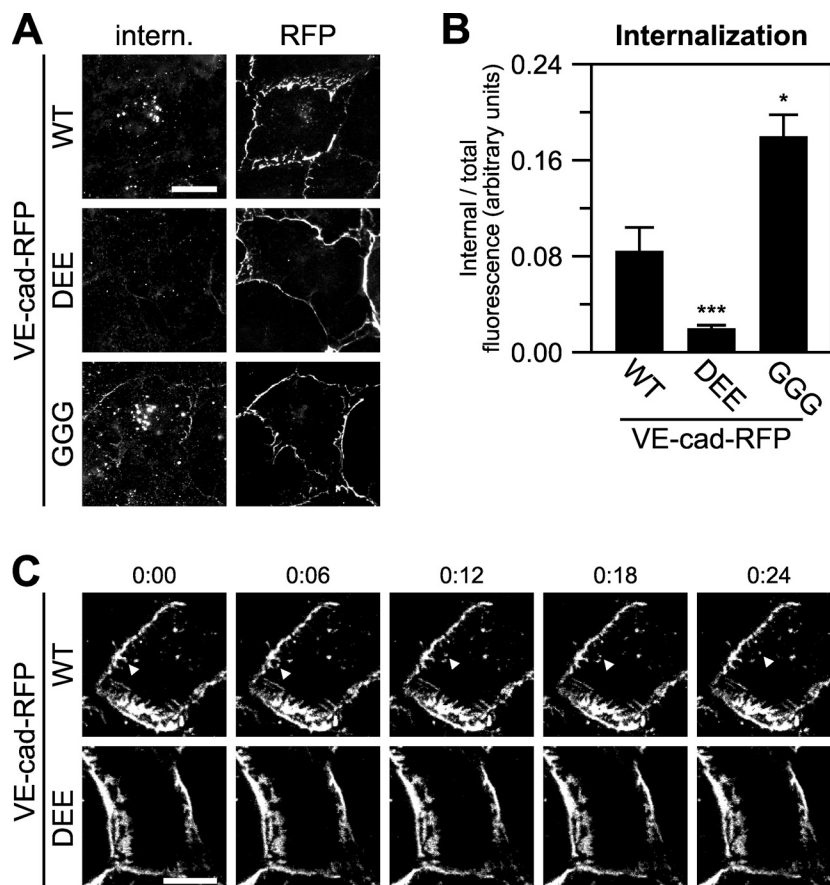 A
intern. RFP
VE-cad-RFP
WT
DEE
GGG
B
Internalization
Internal / total
fluorescence (arbitrary units)
0.24
0.16
0.08
0.00
*
***
WT DEE GGG
VE-cad-RFP
C
0:00 0:06 0:12 0:18 0:24
VE-cad-RFP
WT
DEE